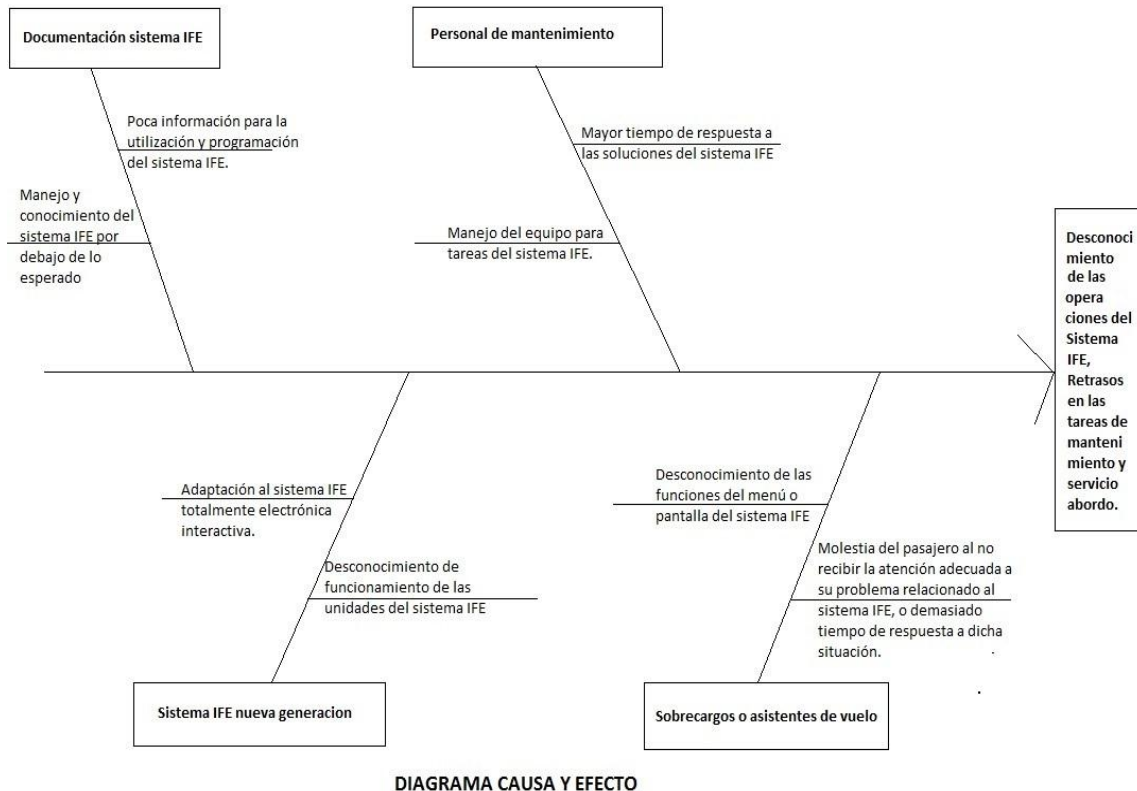 Documentación sistema IFE
Personal de mantenimiento
Poca información para la
utilización y programación
del sistema IFE.
Manejo y
conocimiento del
sistema IFE por
debajo de lo
esperado
Mayor tiempo de respuesta a
las soluciones del sistema IFE
Manejo del equipo para
tareas del sistema IFE.
Desconoci
miento
de las
opera
ciones del
Sistema
IFE,
Retrasos
en las
tareas de
manteni
miento y
servicio
abordo.
Adaptación al sistema IFE
totalmente electrónica
interactiva.
Desconocimiento de
funcionamiento de las
unidades del sistema IFE
Desconocimiento de las
funciones del menú o
pantalla del sistema IFE
Molestia del pasajero al no
recibir la atención adecuada a
su problema relacionado al
sistema IFE, o demasiado
tiempo de respuesta a dicha
situación.
Sistema IFE nueva generacion
Sobrecargos o asistentes de vuelo
DIAGRAMA CAUSA Y EFECTO